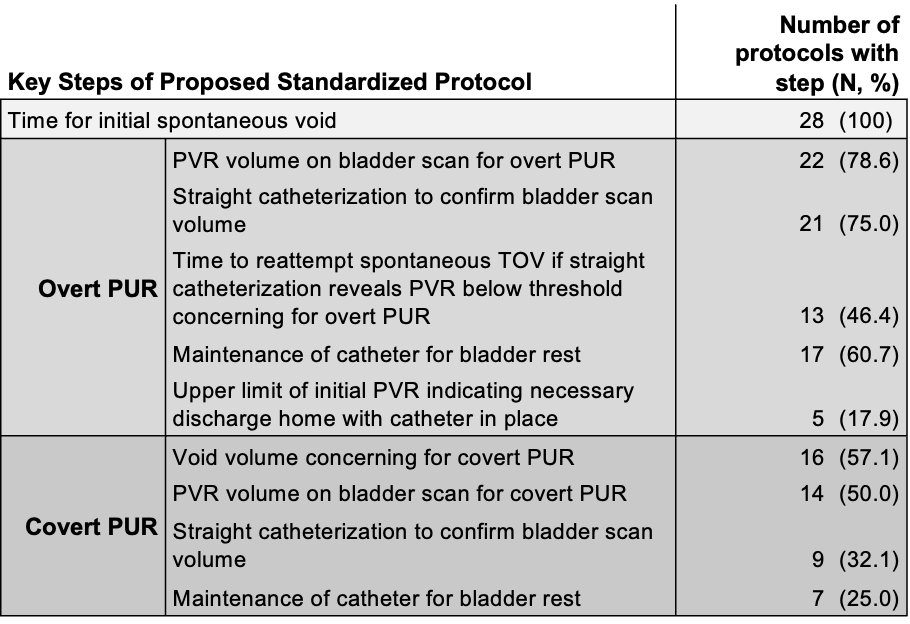 Number of
protocols with
Key Steps of Proposed Standardized Protocol step (N, %)
Time for initial spontaneous void 28 (100)
PVR volume on bladder scan for overt PUR 22 (78.6)
Straight catheterization to confirm bladder scan
volume 21 (75.0)
Time to reattempt spontaneous TOV if straight
Overt PUR catheterization reveals PVR below threshold
concerning for overt PUR 13 (46.4)
Maintenance of catheter for bladder rest 17 (60.7)
Upper limit of initial PVR indicating necessary
discharge home with catheter in place 5 (17.9)
Void volume concerning for covert PUR 16 (57.1)
PVR volume on bladder scan for covert PUR 14 (50.0)
Covert PUR Straight catheterization to confirm bladder scan
volume 9 (32.1)
Maintenance of catheter for bladder rest 7 (25.0)